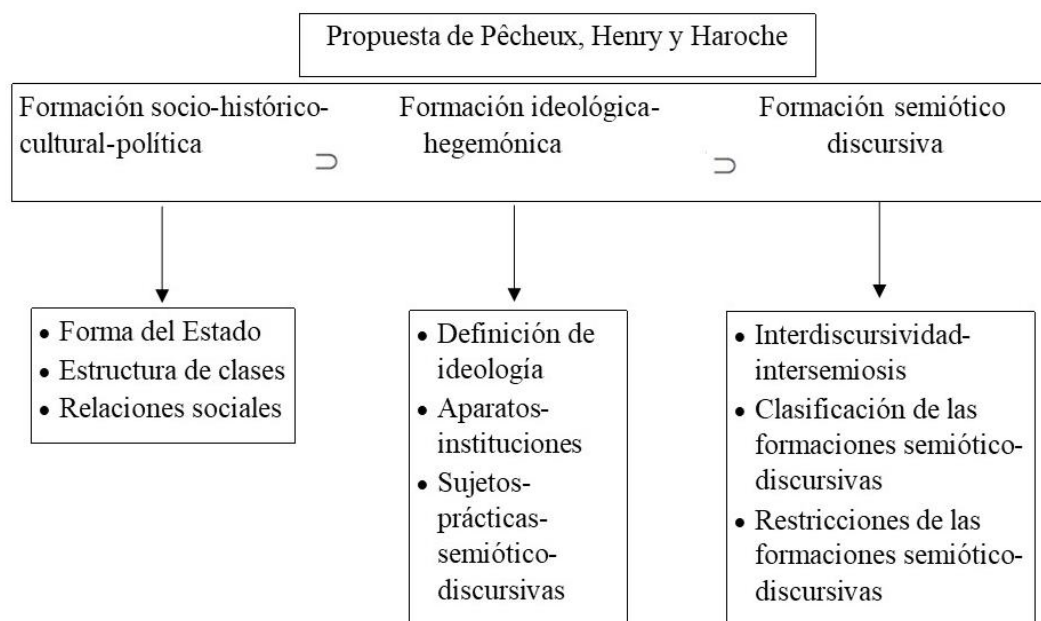 Propuesta de Pêcheux, Henry y Haroche
Formación socio-histórico-
cultural-política
⊃
Formación ideológica-
hegemónica
⊃
Formación semiótico
discursiva
• Forma del Estado
• Estructura de clases
• Relaciones sociales
• Definición de
ideología
• Aparatos-
instituciones
• Sujetos-
prácticas-
semiótico-
discursivas
• Interdiscursividad-
intersemiosis
• Clasificación de las
formaciones semiótico-
discursivas
• Restricciones de las
formaciones semiótico-
discursivas